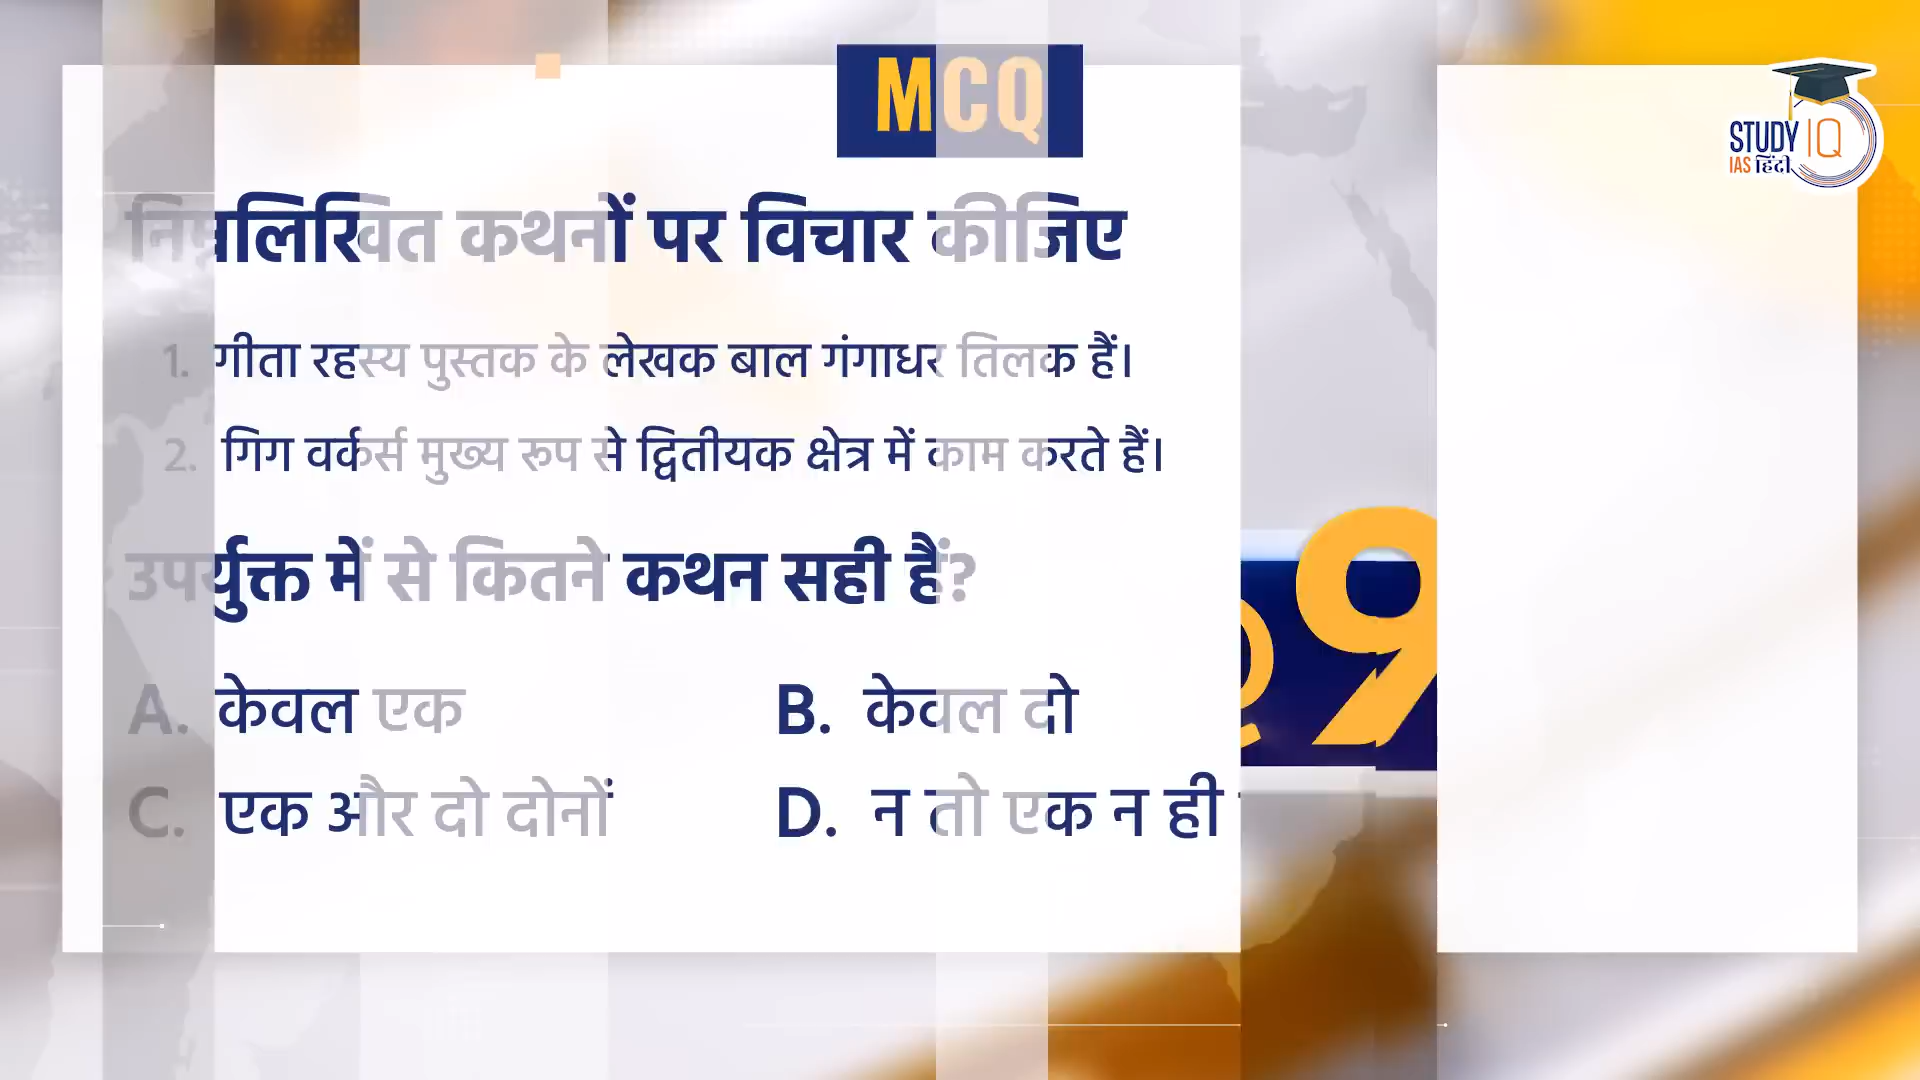 MCQ
STUDY IQ
IAS हिंदी
निम्नलिखित कथनों पर विचार कीजिए
1. गीता रहस्य पुस्तक के लेखक बाल गंगाधर तिलक हैं।
2. गिग वर्कर्स मुख्य रूप से द्वितीयक क्षेत्र में काम करते हैं।
उपर्युक्त में से कितने कथन सही हैं?
A. केवल एक B. केवल दो
C. एक और दो दोनों D. न तो एक न ही
9